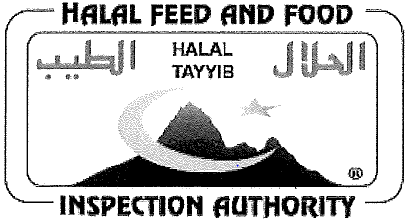 HALAL FEED AND FOOD
الطيب HALAL الحلال
TAYYIB
®
INSPECTION AUTHORITY